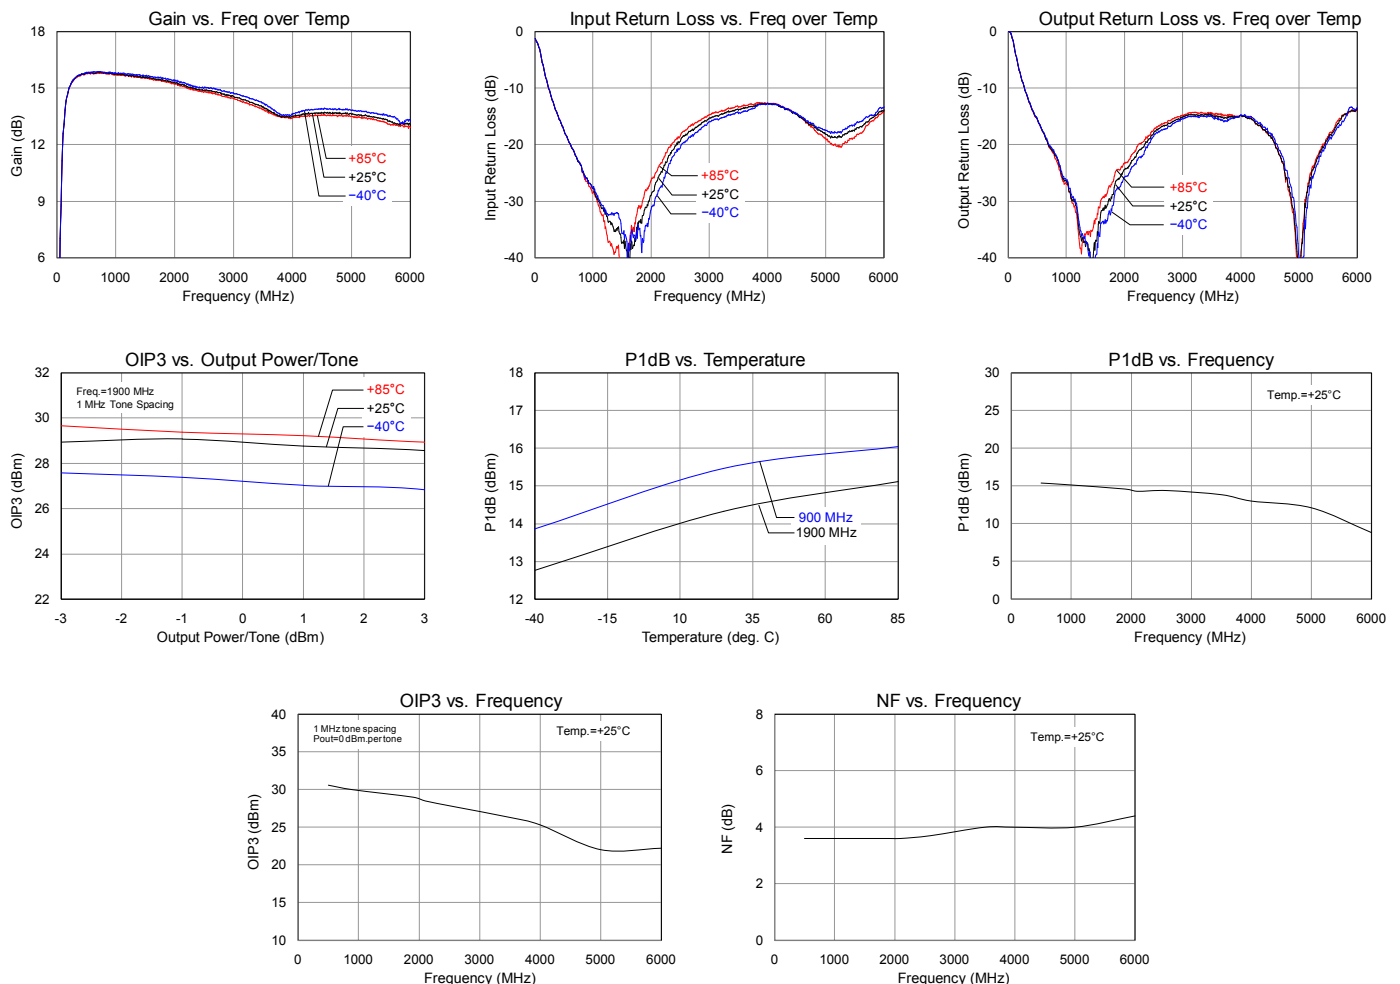 Gain vs. Freq over Temp
18
15
12
9
6
Gain (dB)
+85°C
+25°C
−40°C
0 1000 2000 3000 4000 5000 6000
Frequency (MHz)
Input Return Loss vs. Freq over Temp
0
-10
-20
-30
-40
Input Return Loss (dB)
+85°C
+25°C
−40°C
0 1000 2000 3000 4000 5000 6000
Frequency (MHz)
Output Return Loss vs. Freq over Temp
0
-10
-20
-30
-40
Output Return Loss (dB)
+85°C
+25°C
−40°C
0 1000 2000 3000 4000 5000 6000
Frequency (MHz)
OIP3 vs. Output Power/Tone
32
30
28
26
24
22
OIP3 (dBm)
Freq.=1900 MHz
1 MHz Tone Spacing
+85°C
+25°C
−40°C
-3 -2 -1 0 1 2 3
Output Power/Tone (dBm)
P1dB vs. Temperature
18
17
16
15
14
13
12
P1dB (dBm)
900 MHz
1900 MHz
-40 -15 10 35 60 85
Temperature (deg. C)
P1dB vs. Frequency
30
25
20
15
10
5
0
P1dB (dBm)
Temp.=+25°C
0 1000 2000 3000 4000 5000 6000
Frequency (MHz)
OIP3 vs. Frequency
40
35
30
25
20
15
10
OIP3 (dBm)
1 MHz tone spacing
Pout=0 dBm.per tone
Temp.=+25°C
0 1000 2000 3000 4000 5000 6000
Frequency (MHz)
NF vs. Frequency
8
6
4
2
0
NF (dB)
Temp.=+25°C
0 1000 2000 3000 4000 5000 6000
Frequency (MHz)